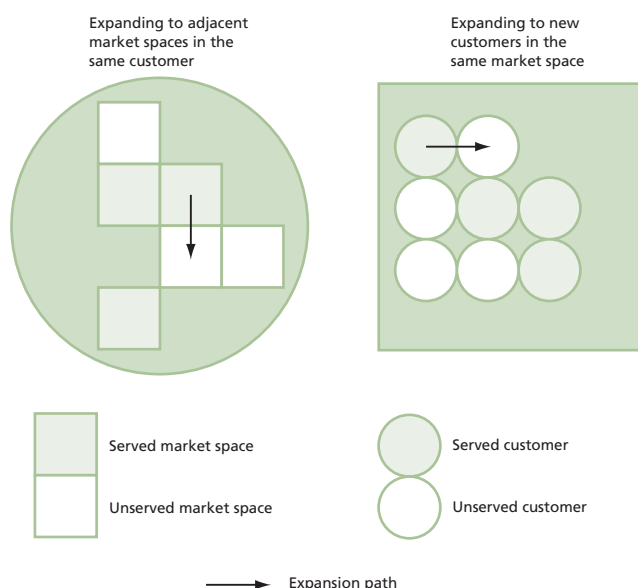 Expanding to adjacent
market spaces in the
same customer
Expanding to new
customers in the
same market space
Served market space
Unserved market space
Served customer
Unserved customer
Expansion path